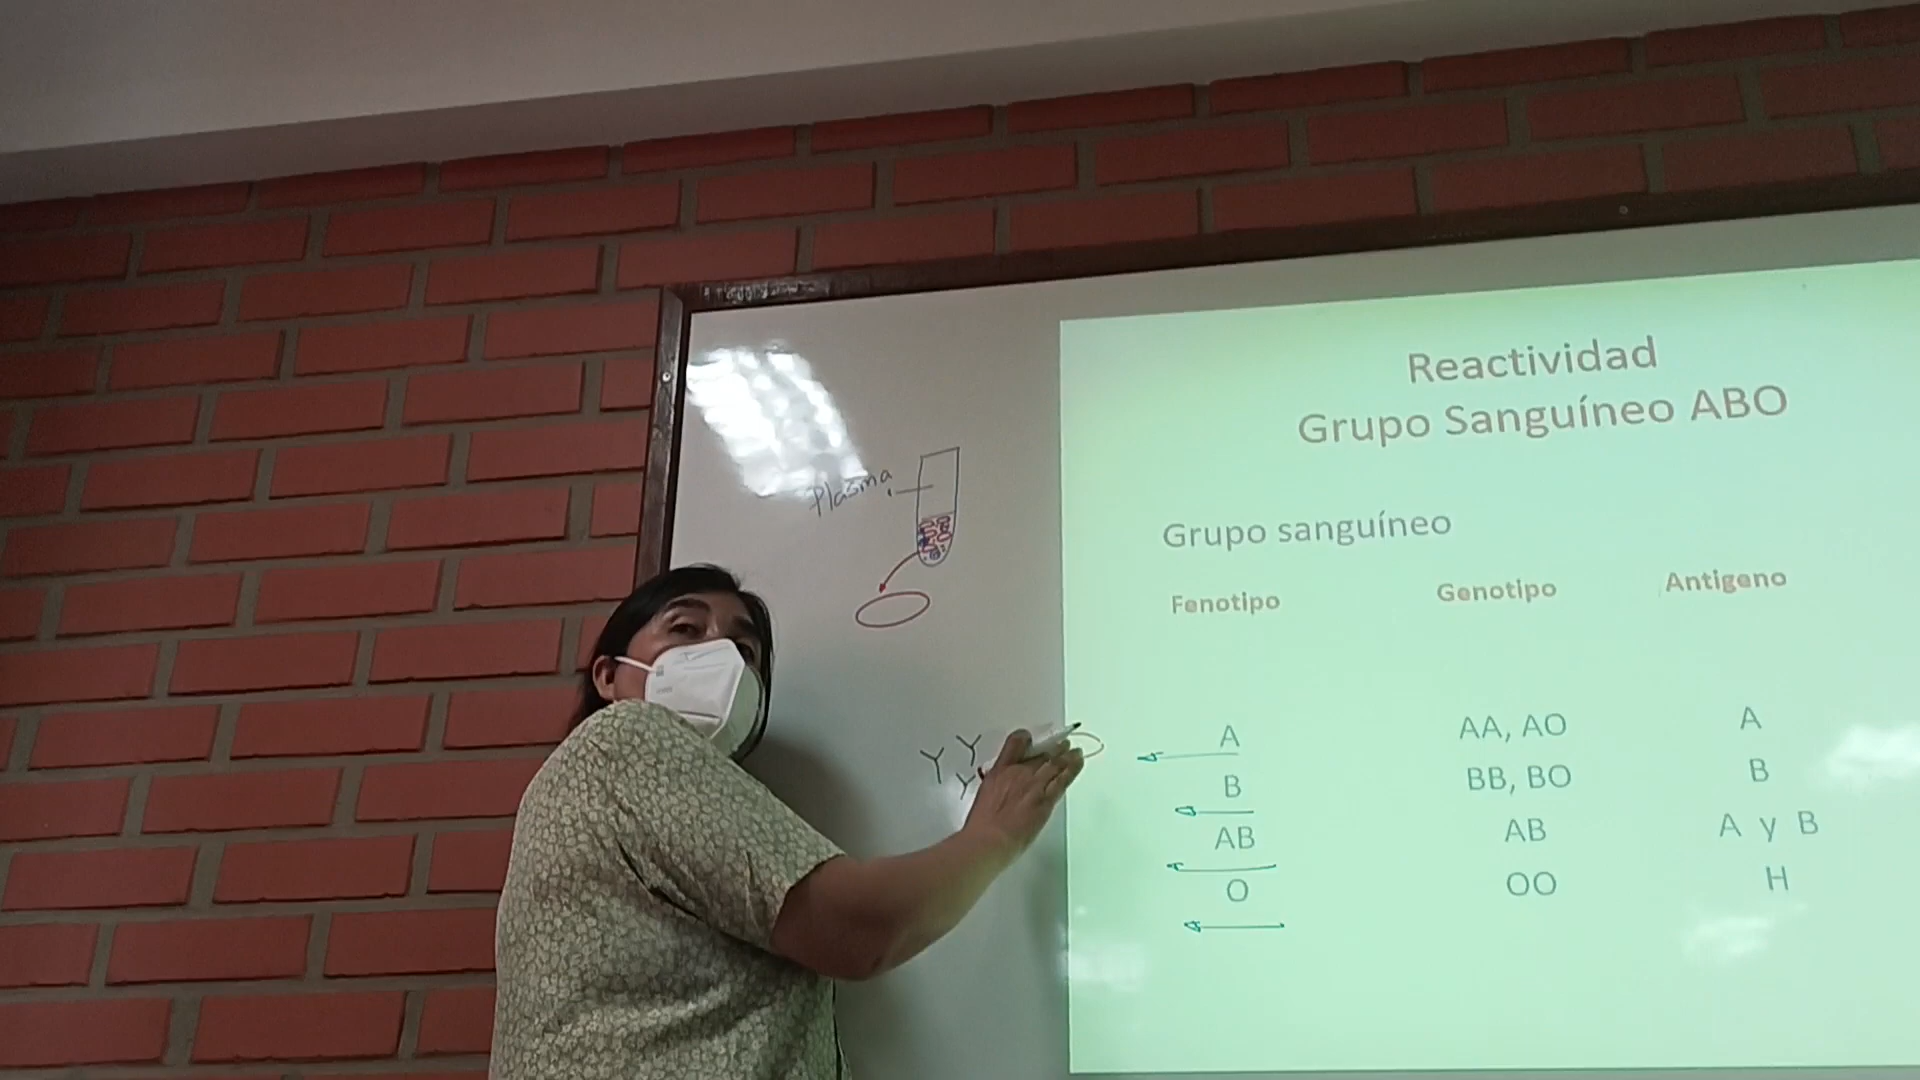 Reactividad
Grupo Sanguíneo ABO
Plasma
Grupo sanguíneo
Fenotipo Genotipo Antigeno
A AA, AO A
B BB, BO B
AB AB A y B
O OO H